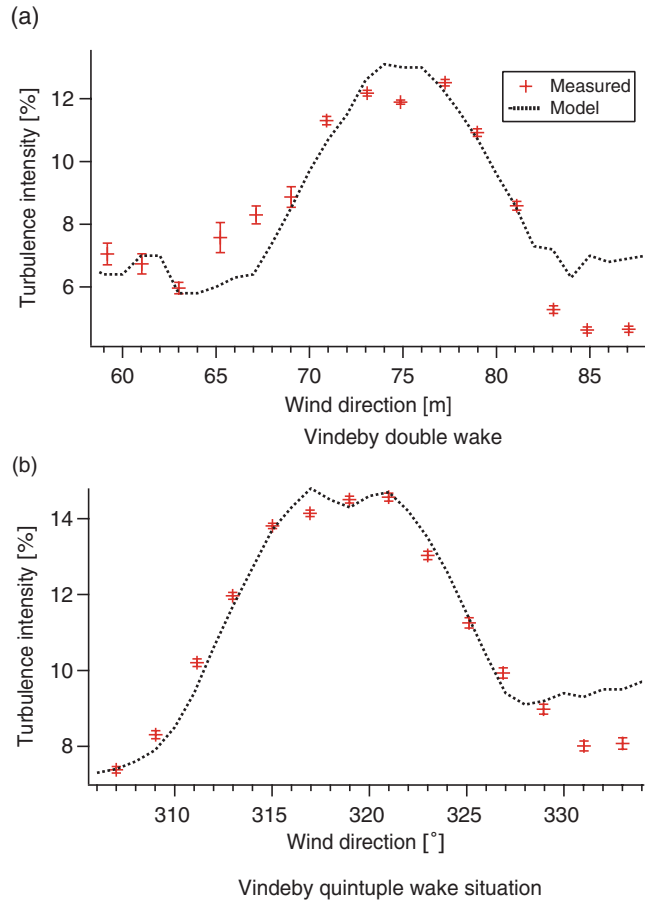 (a)
Turbulence intensity [%]
12
10
8
6
Measured
Model
60 65 70 75 80 85
Wind direction [m]
Vindeby double wake
(b)
Turbulence intensity [%]
14
12
10
8
310 315 320 325 330
Wind direction [°]
Vindeby quintuple wake situation